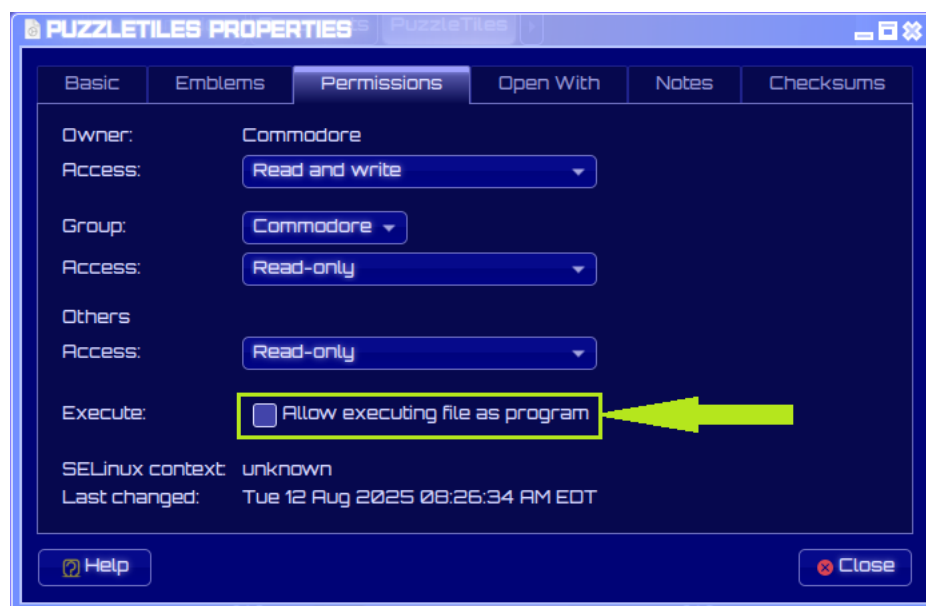 PUZZLETILES PROPERTIES
PuzzleTiles
Basic Emblems Permissions Open With Notes Checksums
Owner: Commodore
Access: Read and write
Group: Commodore
Access: Read-only
Others
Access: Read-only
Execute: Allow executing file as program
SELinux context: unknown
Last changed: Tue 12 Aug 2025 08:26:34 AM EDT
Help Close